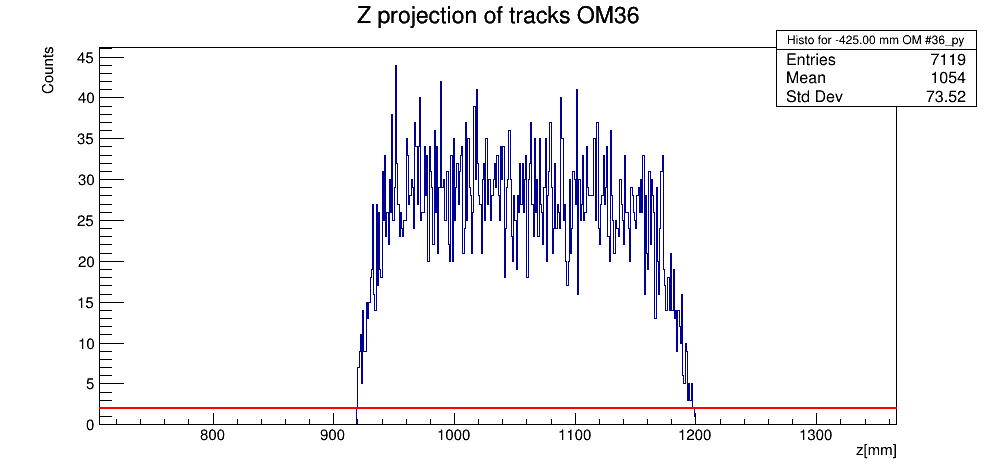 Z projection of tracks OM36
Histo for -425.00 mm OM #36_py
Entries 7119
Mean 1054
Std Dev 73.52
Counts
45
40
35
30
25
20
15
10
5
0
800 900 1000 1100 1200 1300
z[mm]